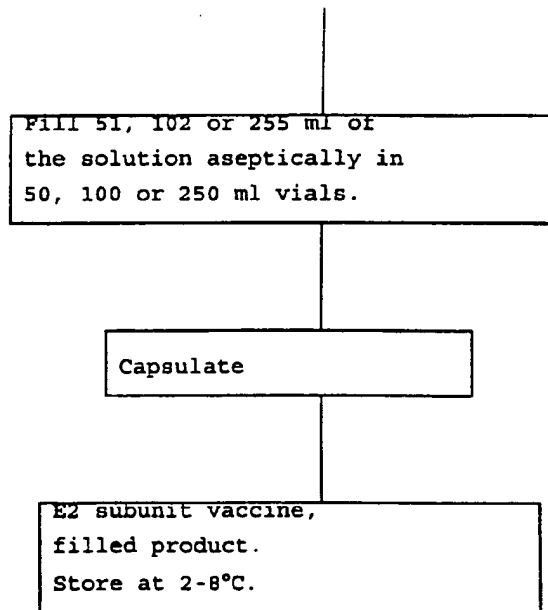 Fill 51, 102 or 255 ml of
the solution aseptically in
50, 100 or 250 ml vials.
Capsulate
E2 subunit vaccine,
filled product.
Store at 2-8°C.